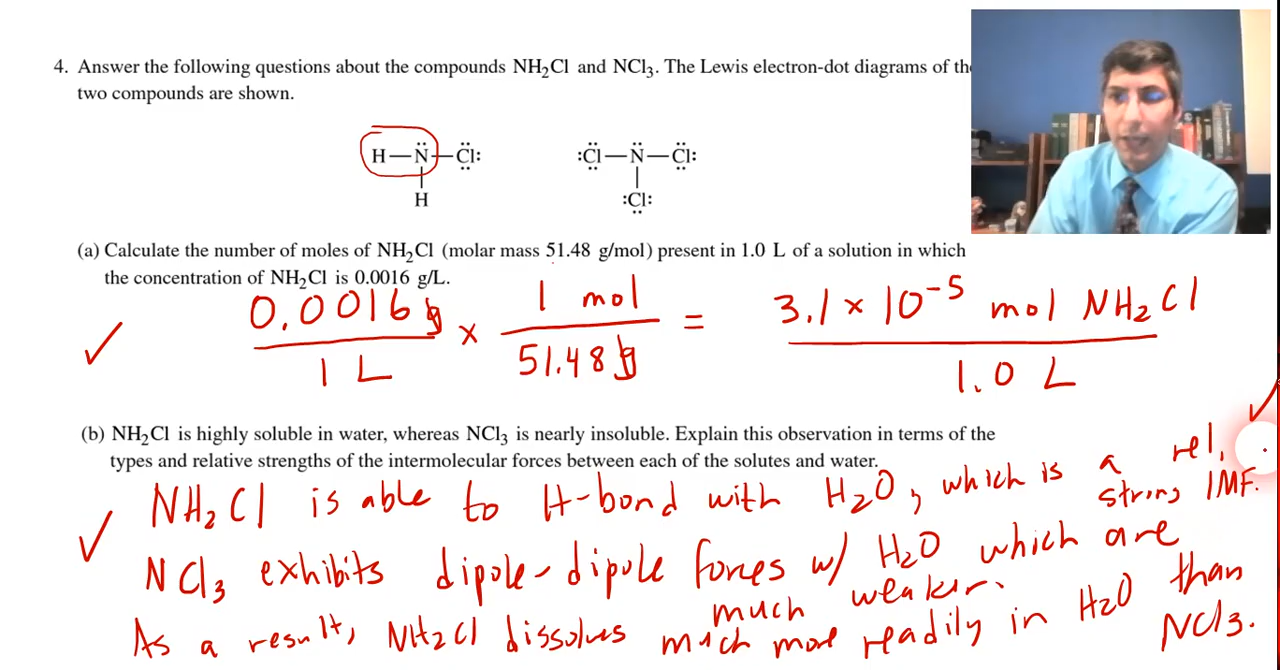 4. Answer the following questions about the compounds NH₂Cl and NCl₃. The Lewis electron-dot diagrams of th
two compounds are shown.
H—N̈—C̈l:
H
:C̈l—N̈—C̈l:
:Cl:
(a) Calculate the number of moles of NH₂Cl (molar mass 51.48 g/mol) present in 1.0 L of a solution in which
the concentration of NH₂Cl is 0.0016 g/L.
0.0016 g / 1 L × 1 mol / 51.48 g = 3.1 × 10⁻⁵ mol NH₂Cl / 1.0 L
(b) NH₂Cl is highly soluble in water, whereas NCl₃ is nearly insoluble. Explain this observation in terms of the
types and relative strengths of the intermolecular forces between each of the solutes and water.
NH₂Cl is able to H-bond with H₂O, which is a rel.
strong IMF.
NCl₃ exhibits dipole-dipole forces w/ H₂O which are
much weaker.
As a result, NH₂Cl dissolves much more readily in H₂O than
NCl₃.